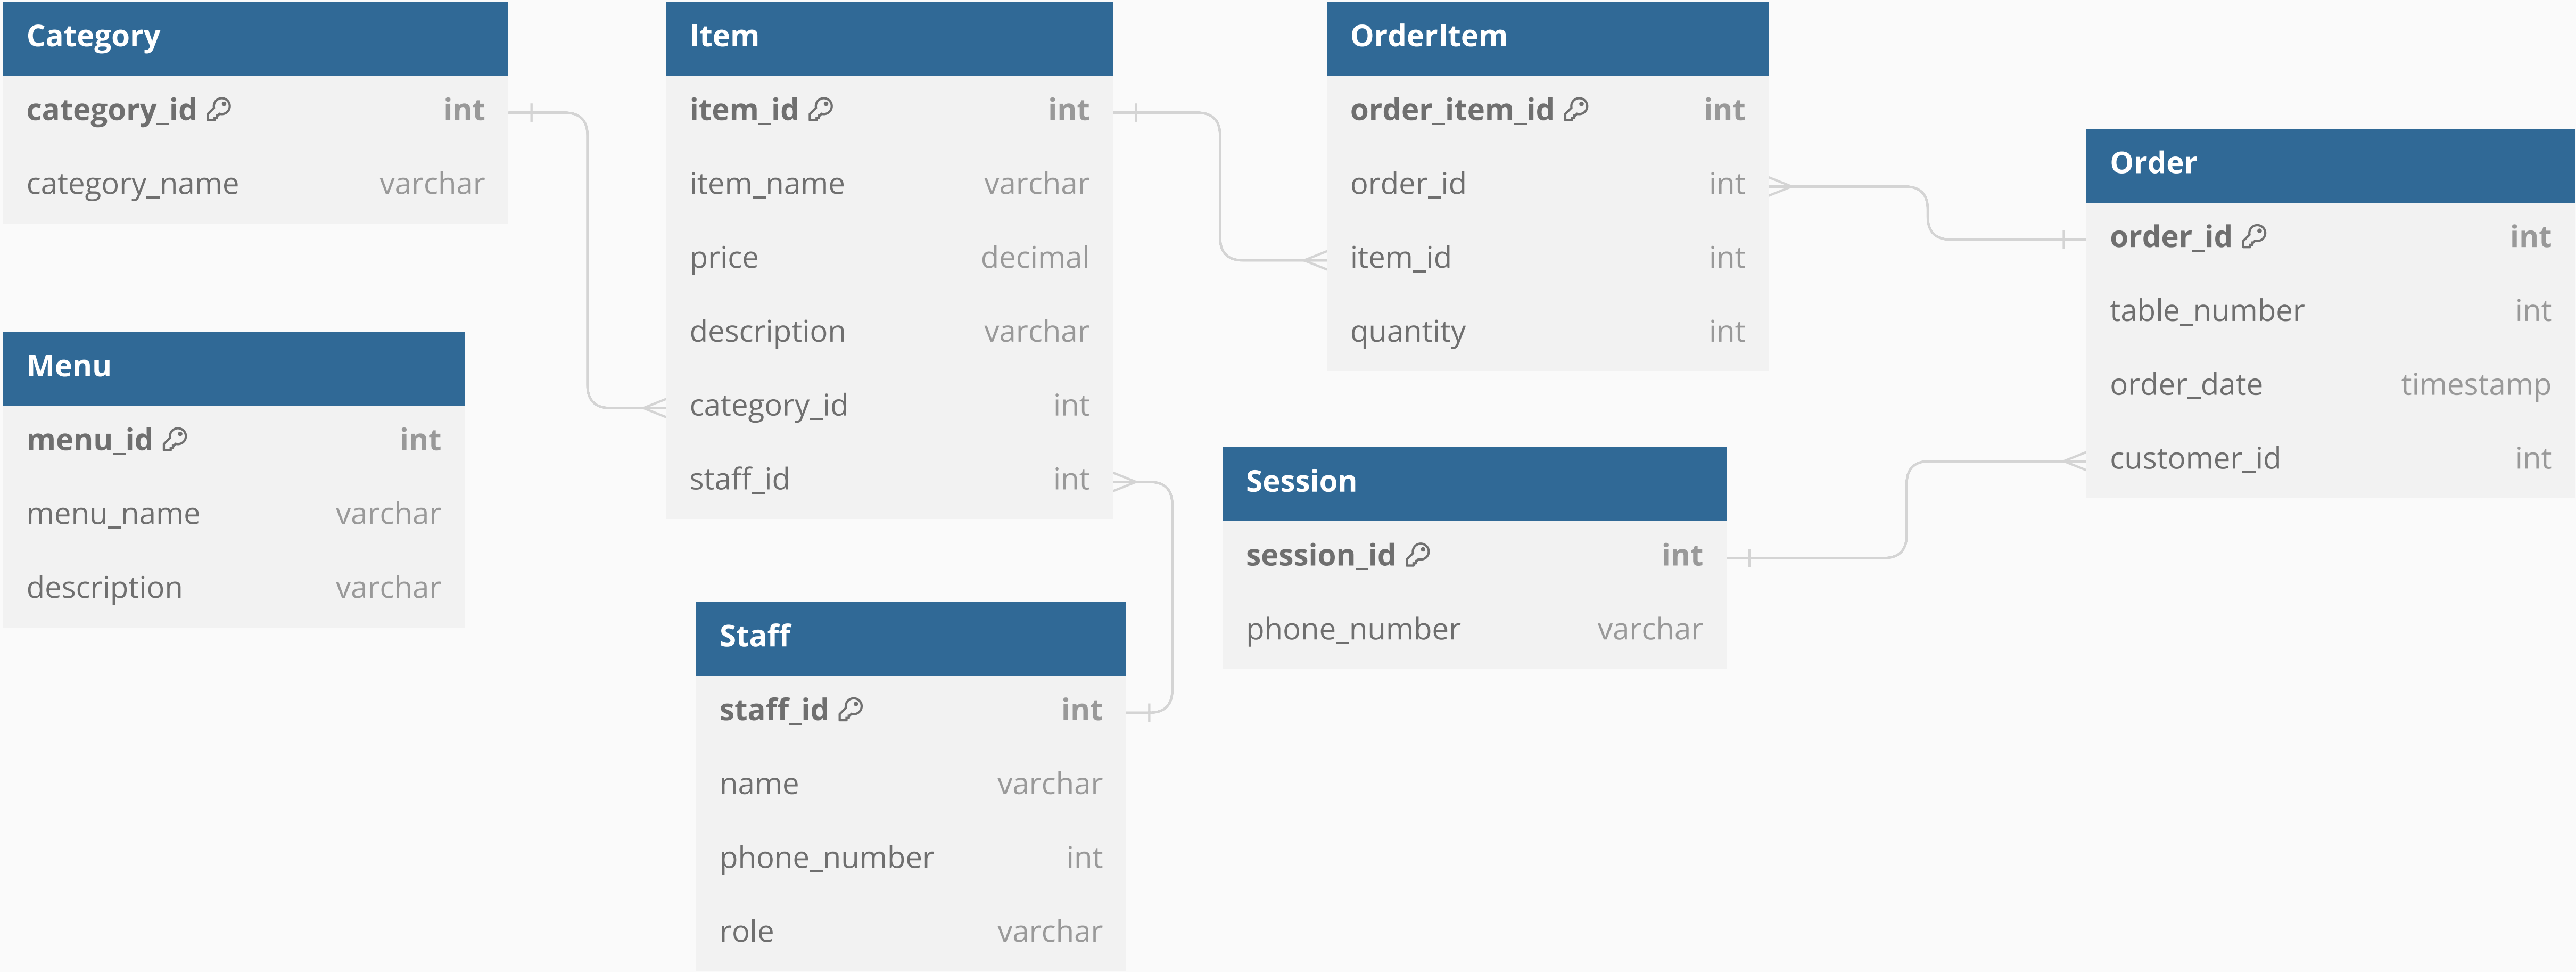 Category
category_id int
category_name varchar
Menu
menu_id int
menu_name varchar
description varchar
Item
item_id int
item_name varchar
price decimal
description varchar
category_id int
staff_id int
Staff
staff_id int
name varchar
phone_number int
role varchar
OrderItem
order_item_id int
order_id int
item_id int
quantity int
Session
session_id int
phone_number varchar
Order
order_id int
table_number int
order_date timestamp
customer_id int